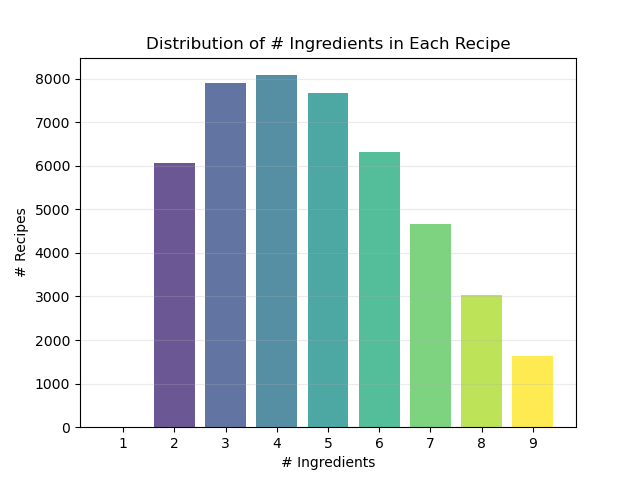 Distribution of # Ingredients in Each Recipe
# Recipes
8000
7000
6000
5000
4000
3000
2000
1000
0
1 2 3 4 5 6 7 8 9
# Ingredients